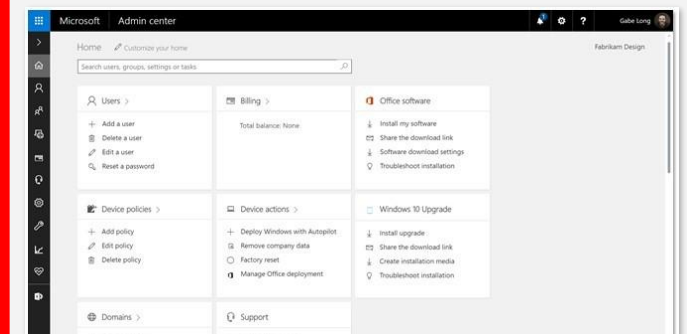 Microsoft Admin center
? Gabe Long
Home Customize your home
Fabrikam Design
Search users, groups, settings or tasks
Users >
+ Add a user
Delete a user
Edit a user
Reset a password
Billing >
Total balance: None
Office software
Install my software
Share the download link
Software download settings
Troubleshoot installation
Device policies >
+ Add policy
Edit policy
Delete policy
Device actions >
+ Deploy Windows with Autopilot
Remove company data
Factory reset
Manage Office deployment
Windows 10 Upgrade
Install upgrade
Share the download link
Create installation media
Troubleshoot installation
Domains >
Support